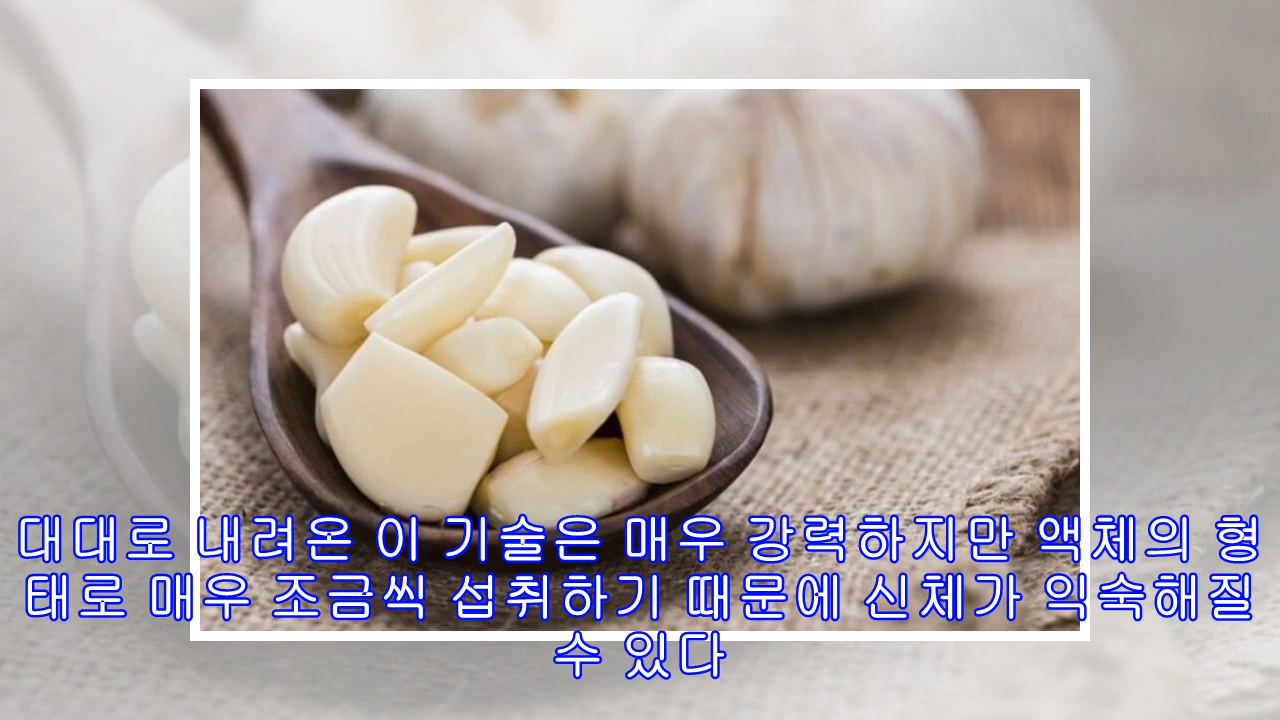 대대로 내려온 이 기술은 매우 강력하지만 액체의 형
태로 매우 조금씩 섭취하기 때문에 신체가 익숙해질
수 있다